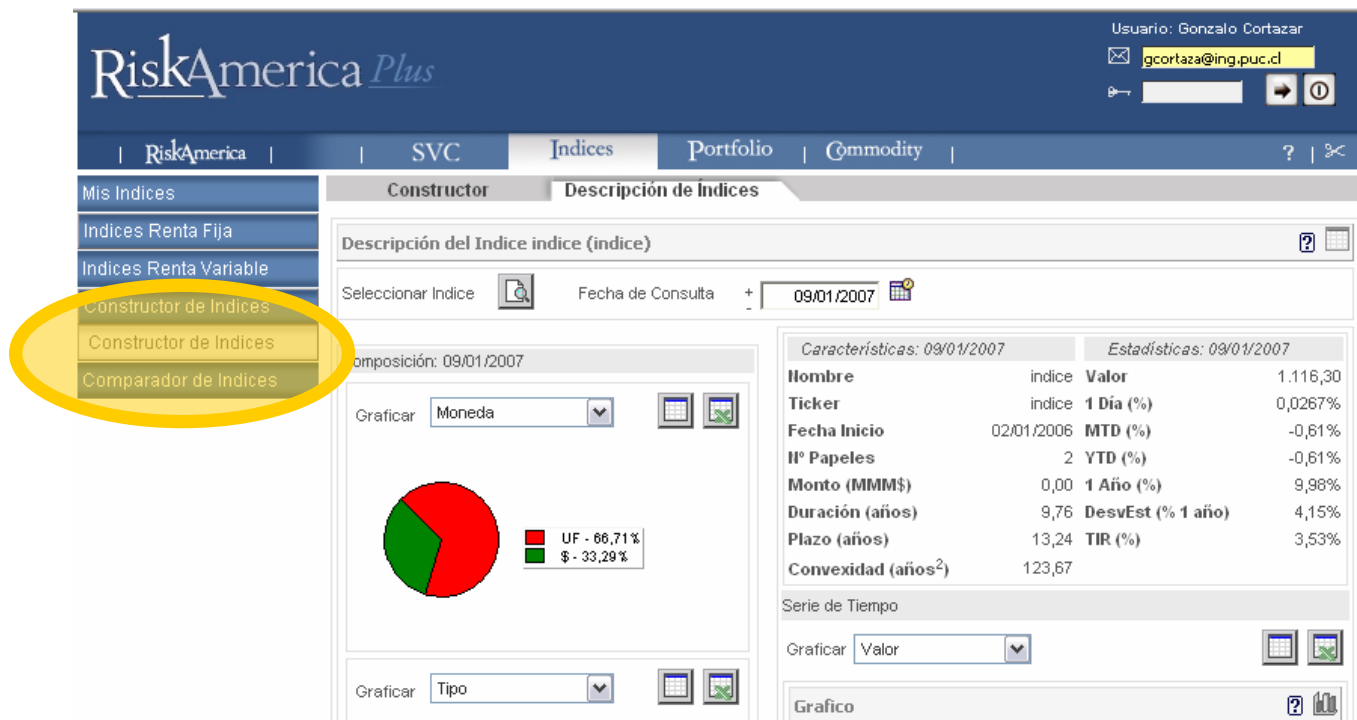 Usuario: Gonzalo Cortazar
RiskAmerica Plus
gcortaza@ing.puc.cl
| RiskAmerica | | SVC Indices Portfolio | Commodity | ? |
Mis Indices
Indices Renta Fija
Indices Renta Variable
Constructor de Indices
Constructor de Indices
Comparador de Indices
Constructor Descripción de Índices
Descripción del Indice indice (indice)
Seleccionar Indice Fecha de Consulta + - 09/01/2007
omposición: 09/01/2007
Graficar Moneda
UF - 66,71%
$ - 33,29%
Graficar Tipo
Características: 09/01/2007 Estadísticas: 09/01/2007
Nombre indice Valor 1.116,30
Ticker indice 1 Día (%) 0,0267%
Fecha Inicio 02/01/2006 MTD (%) -0,61%
Nº Papeles 2 YTD (%) -0,61%
Monto (MMM$) 0,00 1 Año (%) 9,98%
Duración (años) 9,76 DesvEst (% 1 año) 4,15%
Plazo (años) 13,24 TIR (%) 3,53%
Convexidad (años²) 123,67
Serie de Tiempo
Graficar Valor
Grafico ?